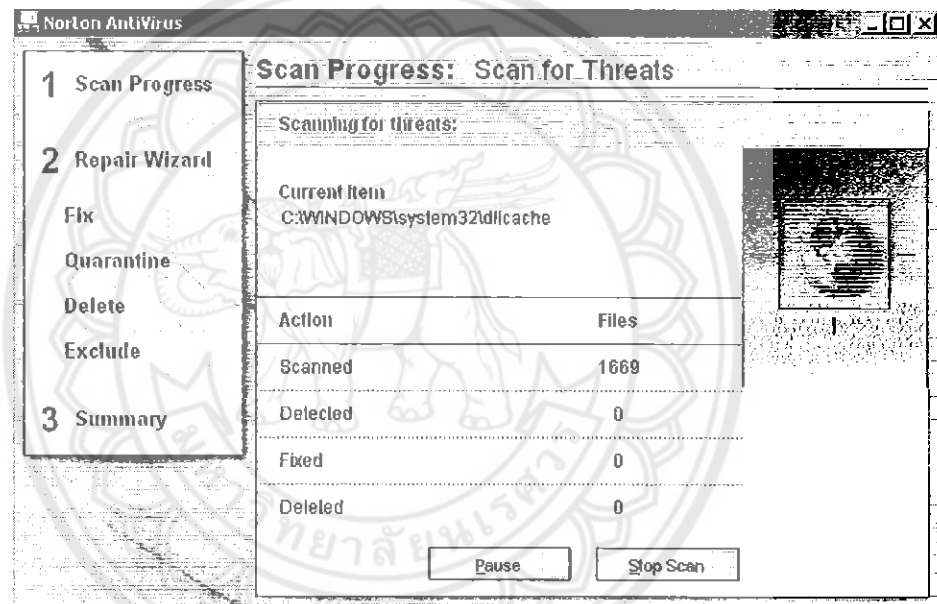 Norton AntiVirus
1 Scan Progress
2 Repair Wizard
Fix
Quarantine
Delete
Exclude
3 Summary
Scan Progress: Scan for Threats
Scanning for threats:
Current Item
C:\WINDOWS\system32\dllcache
Action Files
Scanned 1669
Detected 0
Fixed 0
Deleted 0
Pause Stop Scan